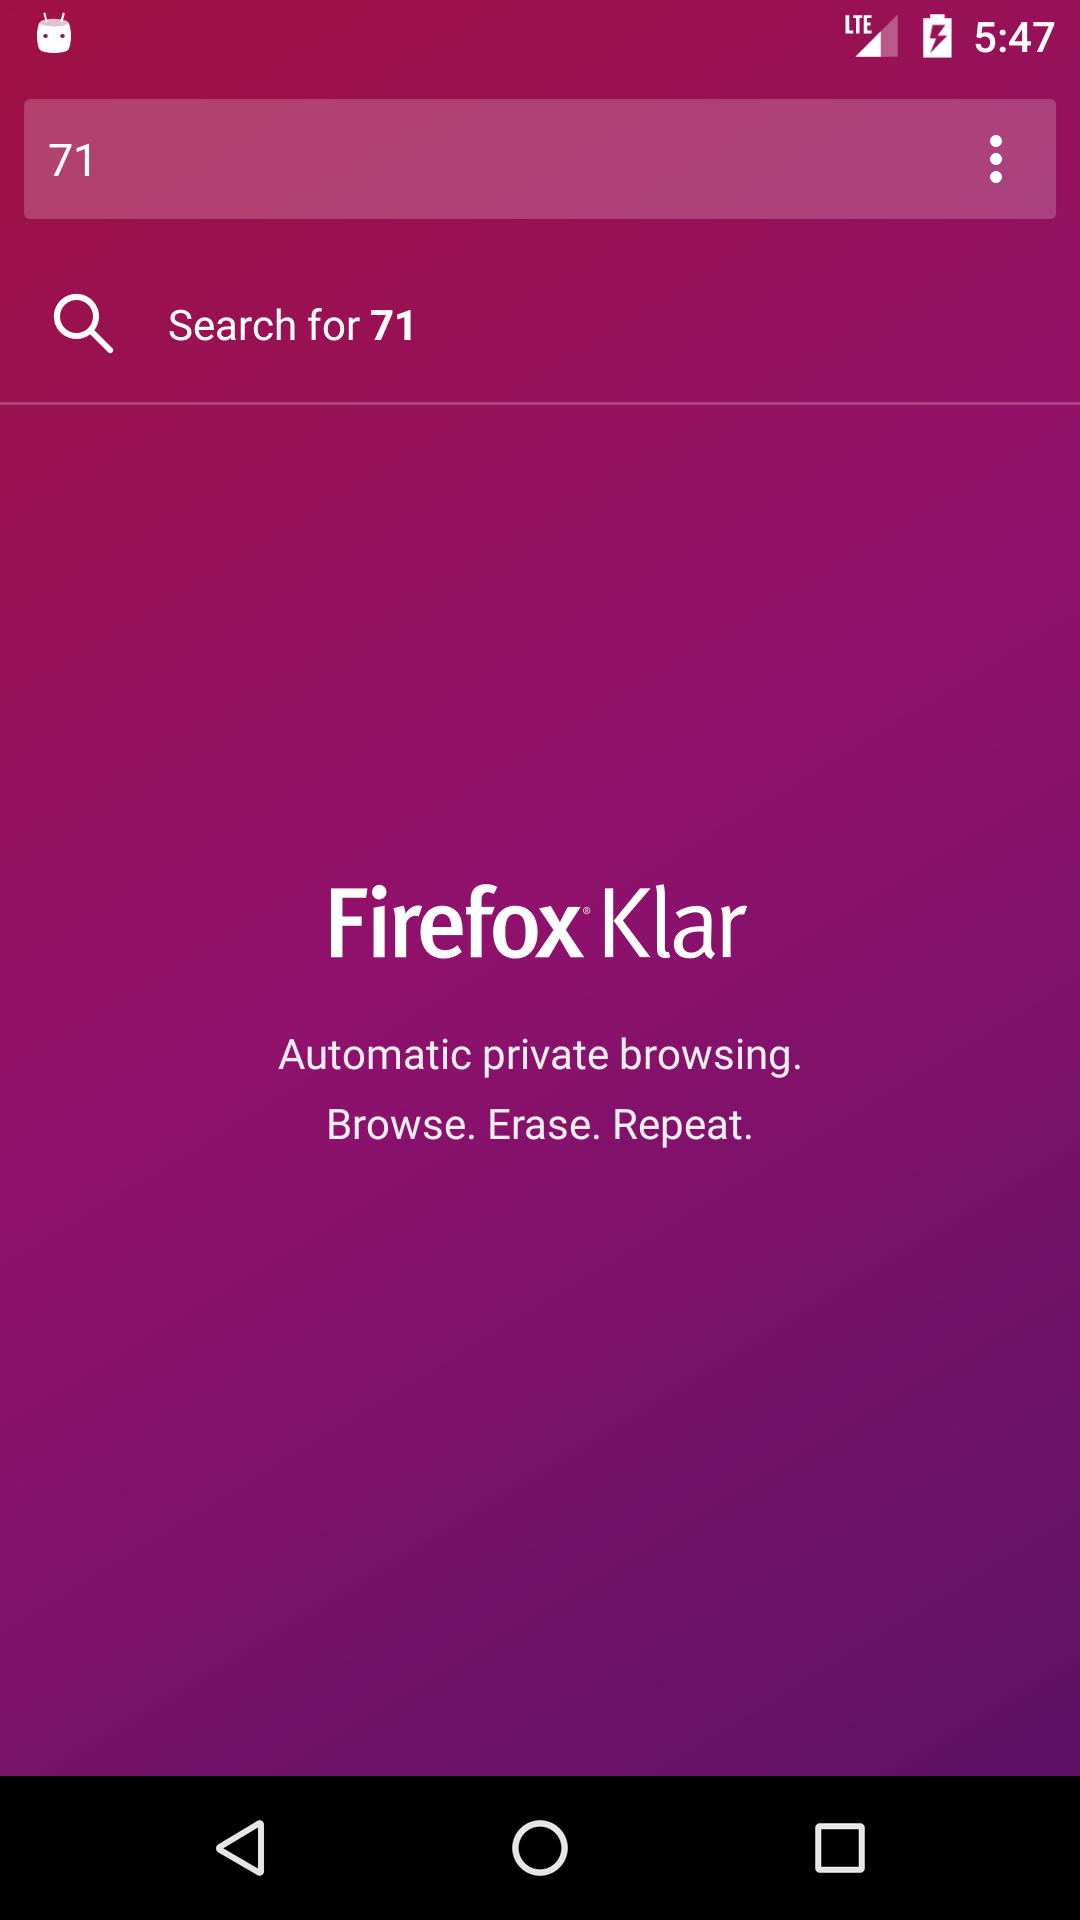 LTE 5:47
71
Search for 71
Firefox® Klar
Automatic private browsing.
Browse. Erase. Repeat.